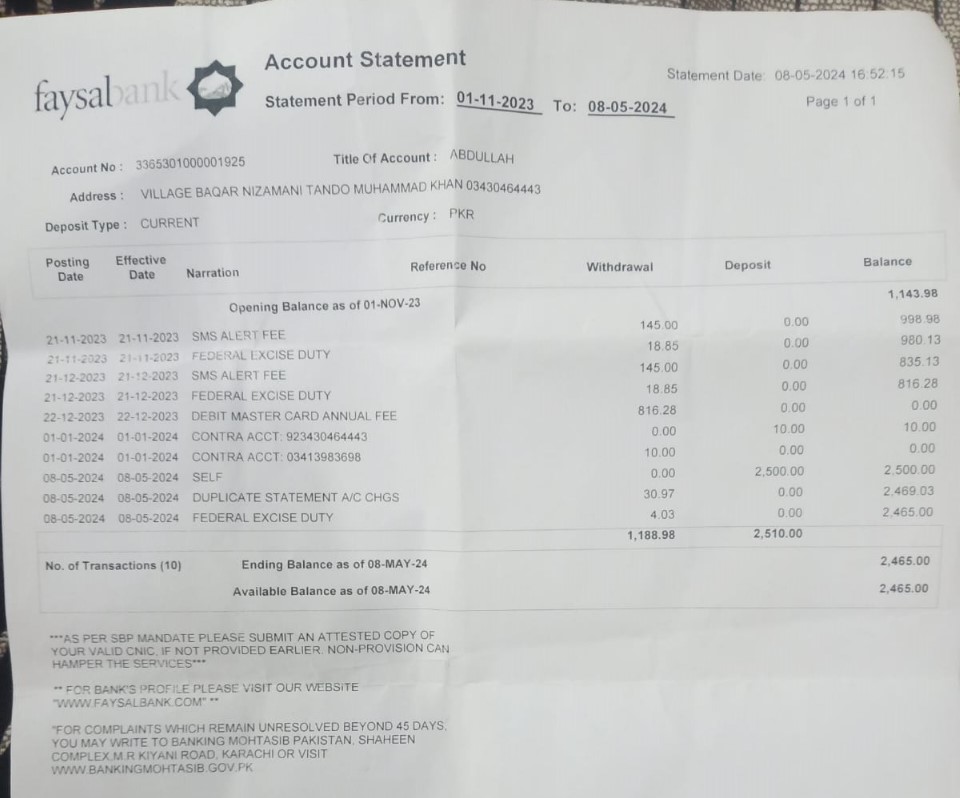 faysalbank
Account Statement
Statement Date: 08-05-2024 16:52:15
Statement Period From: 01-11-2023 To: 08-05-2024
Page 1 of 1
Account No : 3365301000001925 Title Of Account : ABDULLAH
Address : VILLAGE BAQAR NIZAMANI TANDO MUHAMMAD KHAN 03430464443
Deposit Type : CURRENT Currency : PKR
Posting Date Effective Date Narration Reference No Withdrawal Deposit Balance
Opening Balance as of 01-NOV-23 1,143.98
21-11-2023 21-11-2023 SMS ALERT FEE 145.00 0.00 998.98
21-11-2023 21-11-2023 FEDERAL EXCISE DUTY 18.85 0.00 980.13
21-12-2023 21-12-2023 SMS ALERT FEE 145.00 0.00 835.13
21-12-2023 21-12-2023 FEDERAL EXCISE DUTY 18.85 0.00 816.28
22-12-2023 22-12-2023 DEBIT MASTER CARD ANNUAL FEE 816.28 0.00 0.00
01-01-2024 01-01-2024 CONTRA ACCT: 923430464443 0.00 10.00 10.00
01-01-2024 01-01-2024 CONTRA ACCT: 03413983698 10.00 0.00 0.00
08-05-2024 08-05-2024 SELF 0.00 2,500.00 2,500.00
08-05-2024 08-05-2024 DUPLICATE STATEMENT A/C CHGS 30.97 0.00 2,469.03
08-05-2024 08-05-2024 FEDERAL EXCISE DUTY 4.03 0.00 2,465.00
1,188.98 2,510.00
No. of Transactions (10) Ending Balance as of 08-MAY-24 2,465.00
Available Balance as of 08-MAY-24 2,465.00
***AS PER SBP MANDATE PLEASE SUBMIT AN ATTESTED COPY OF
YOUR VALID CNIC, IF NOT PROVIDED EARLIER. NON-PROVISION CAN
HAMPER THE SERVICES***
** FOR BANK'S PROFILE PLEASE VISIT OUR WEBSITE
"WWW.FAYSALBANK.COM" **
*FOR COMPLAINTS WHICH REMAIN UNRESOLVED BEYOND 45 DAYS,
YOU MAY WRITE TO BANKING MOHTASIB PAKISTAN, SHAHEEN
COMPLEX,M.R KIYANI ROAD, KARACHI OR VISIT
WWW.BANKINGMOHTASIB.GOV.PK